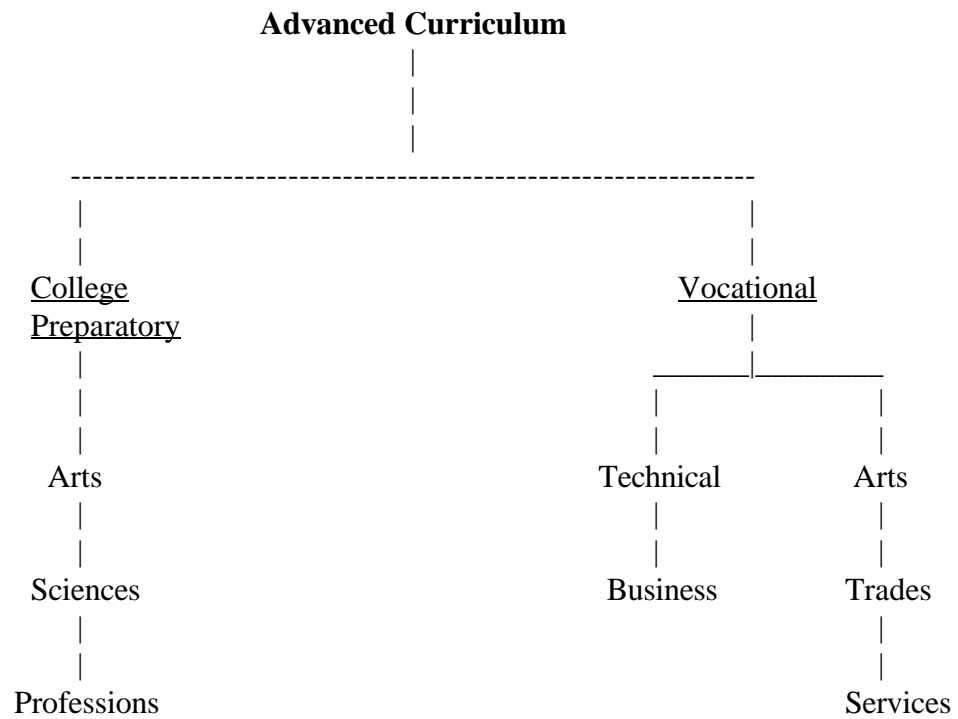 Advanced Curriculum
College
Preparatory
Vocational
Arts
Technical
Arts
Sciences
Business
Trades
Professions
Services